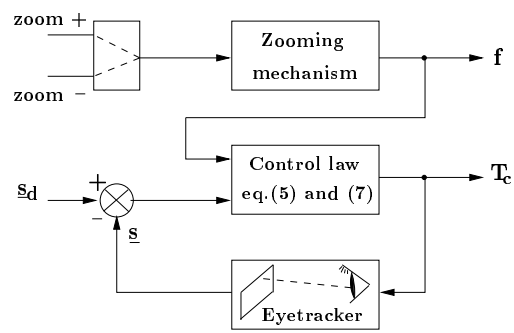 zoom +
zoom −
Zooming
mechanism
f
Control law
eq.(5) and (7)
T_c
s_d
+
−
s
Eyetracker